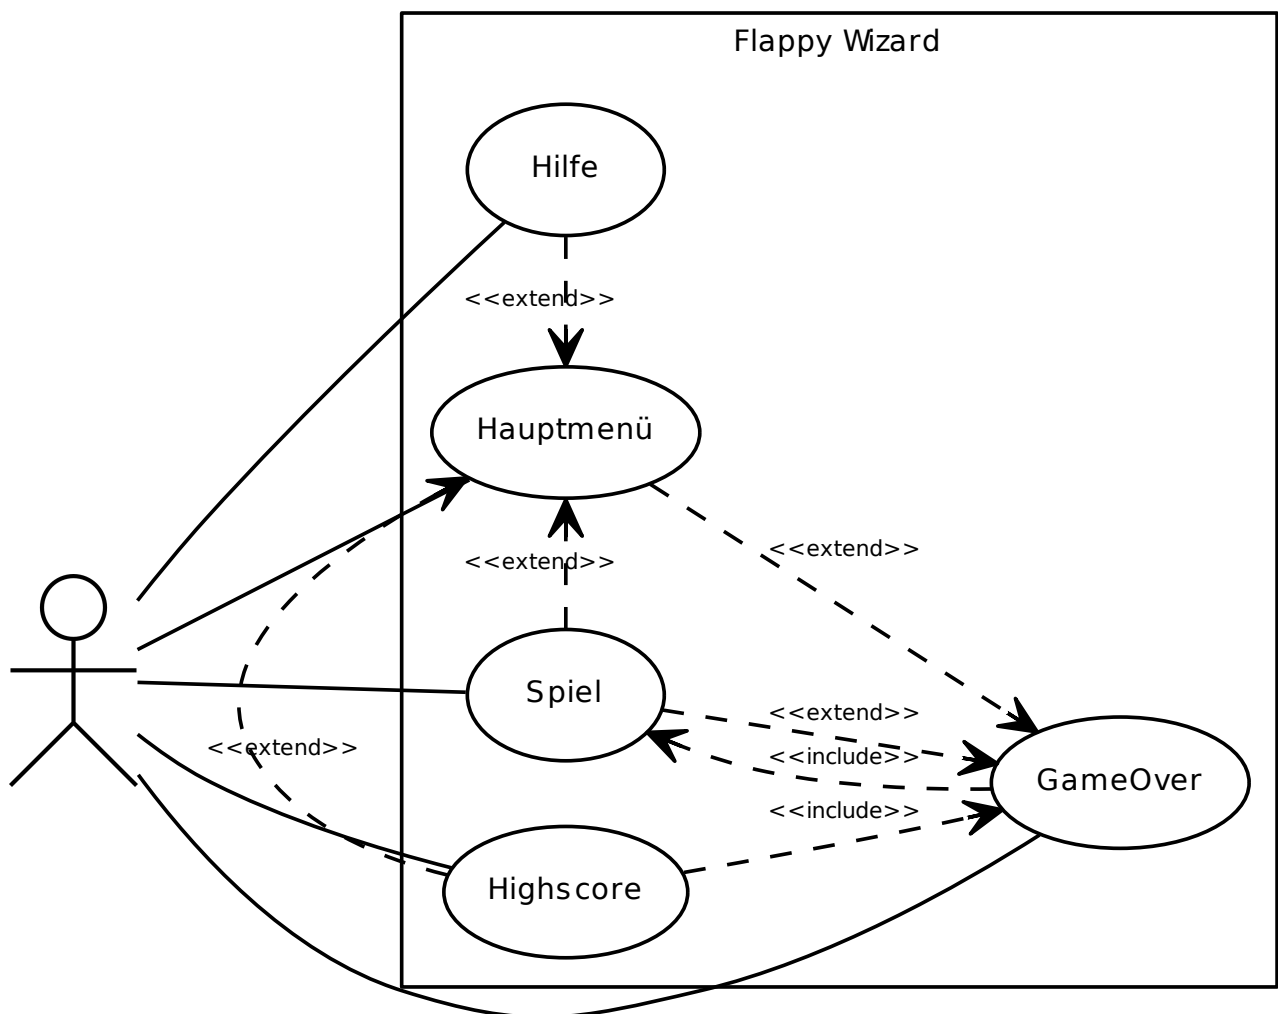 Flappy Wizard
Hilfe
<<extend>>
Hauptmenü
<<extend>>
<<extend>>
Spiel
<<extend>>
<<extend>>
<<include>>
GameOver
<<include>>
Highscore